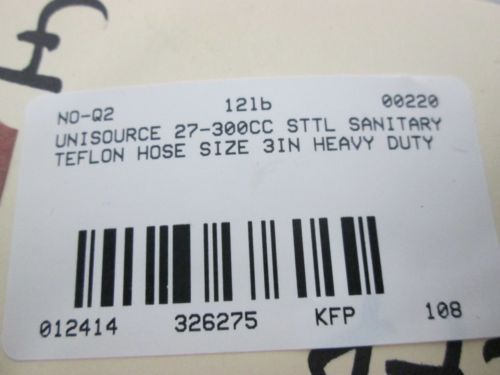 NO-Q2 12lb 00220
UNISOURCE 27-300CC STTL SANITARY
TEFLON HOSE SIZE 3IN HEAVY DUTY
012414 326275 KFP 108